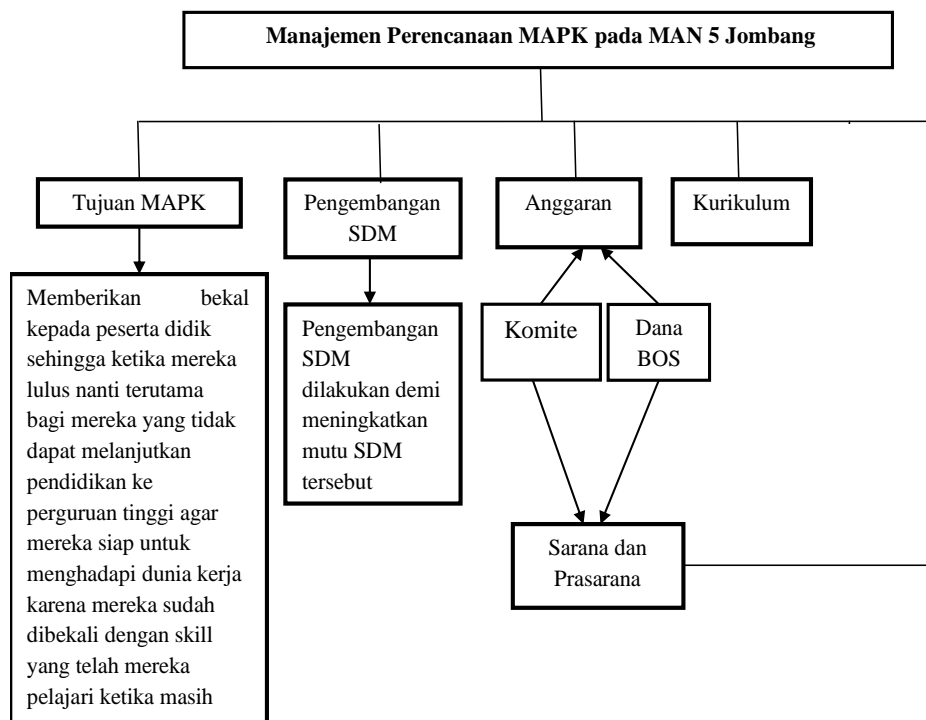 Manajemen Perencanaan MAPK pada MAN 5 Jombang
Tujuan MAPK
Pengembangan
SDM
Anggaran
Kurikulum
Memberikan bekal
kepada peserta didik
sehingga ketika mereka
lulus nanti terutama
bagi mereka yang tidak
dapat melanjutkan
pendidikan ke
perguruan tinggi agar
mereka siap untuk
menghadapi dunia kerja
karena mereka sudah
dibekali dengan skill
yang telah mereka
pelajari ketika masih
Pengembangan
SDM
dilakukan demi
meningkatkan
mutu SDM
tersebut
Komite
Dana
BOS
Sarana dan
Prasarana